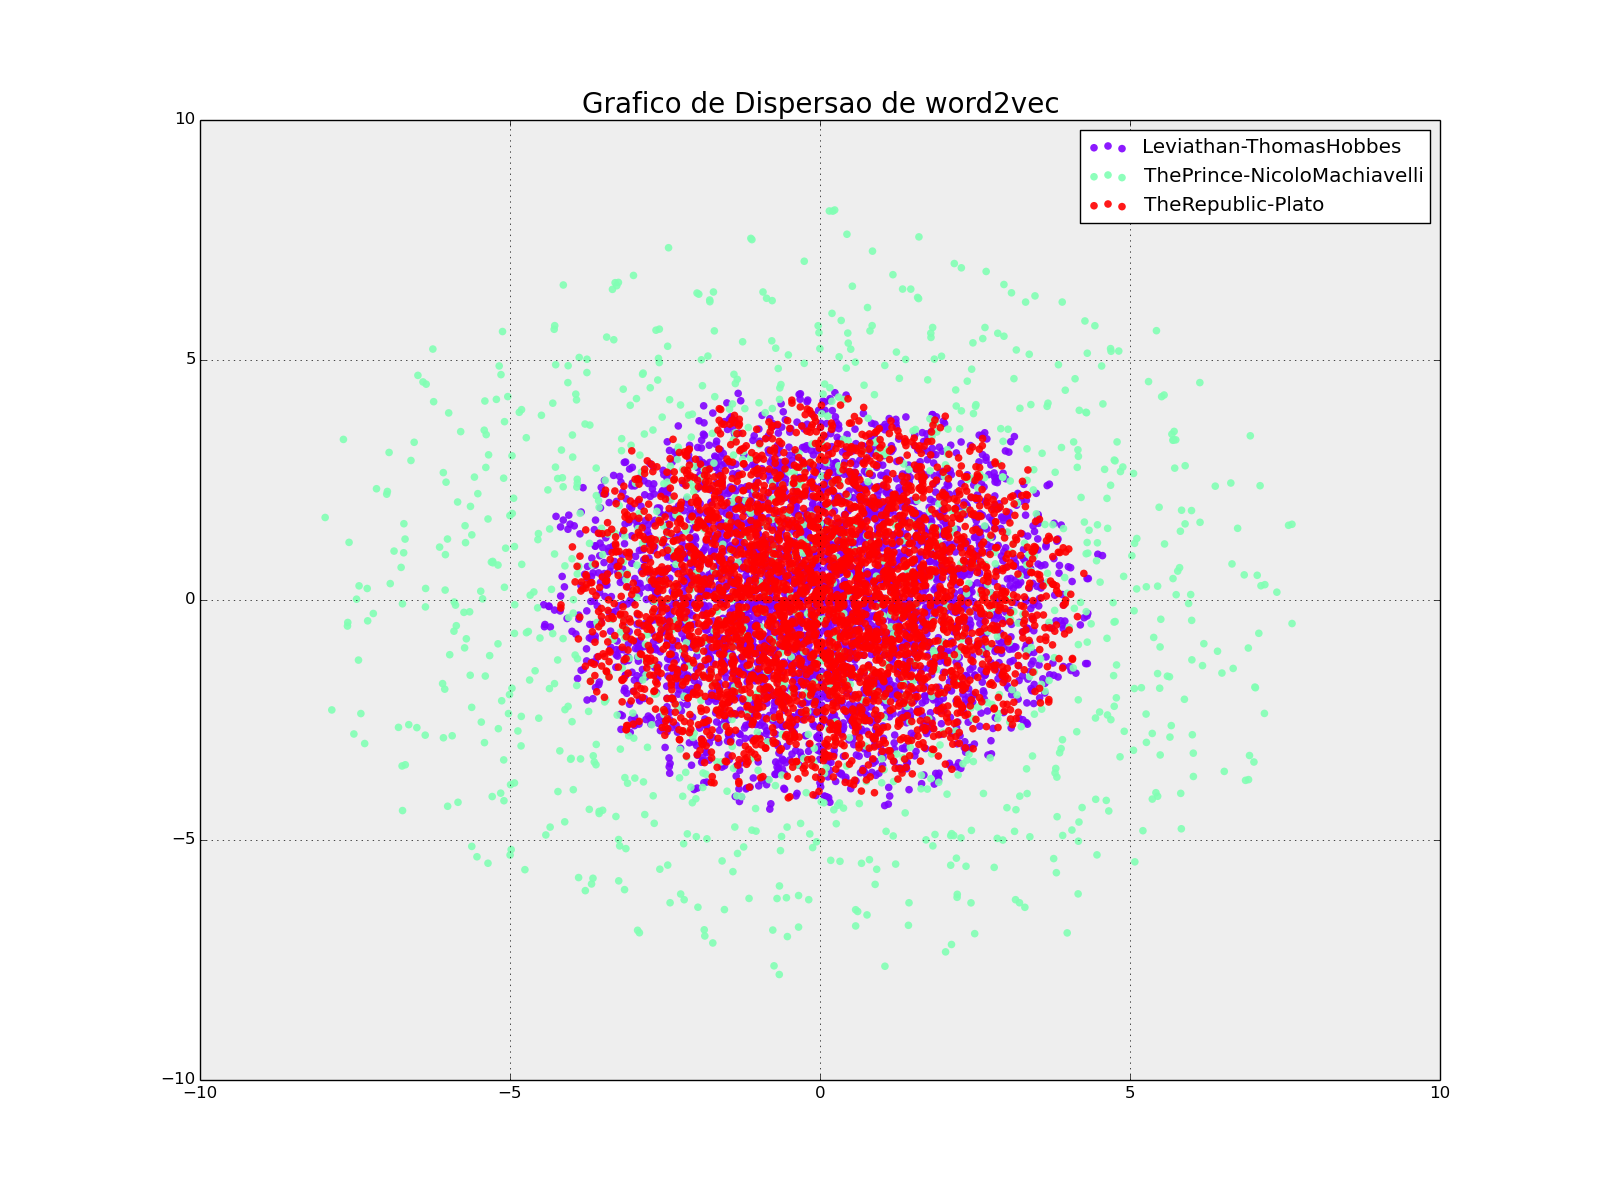 Grafico de Dispersao de word2vec
10
Leviathan-ThomasHobbes
ThePrince-NicoloMachiavelli
TheRepublic-Plato
5
0
−5
−10
−10 −5 0 5 10